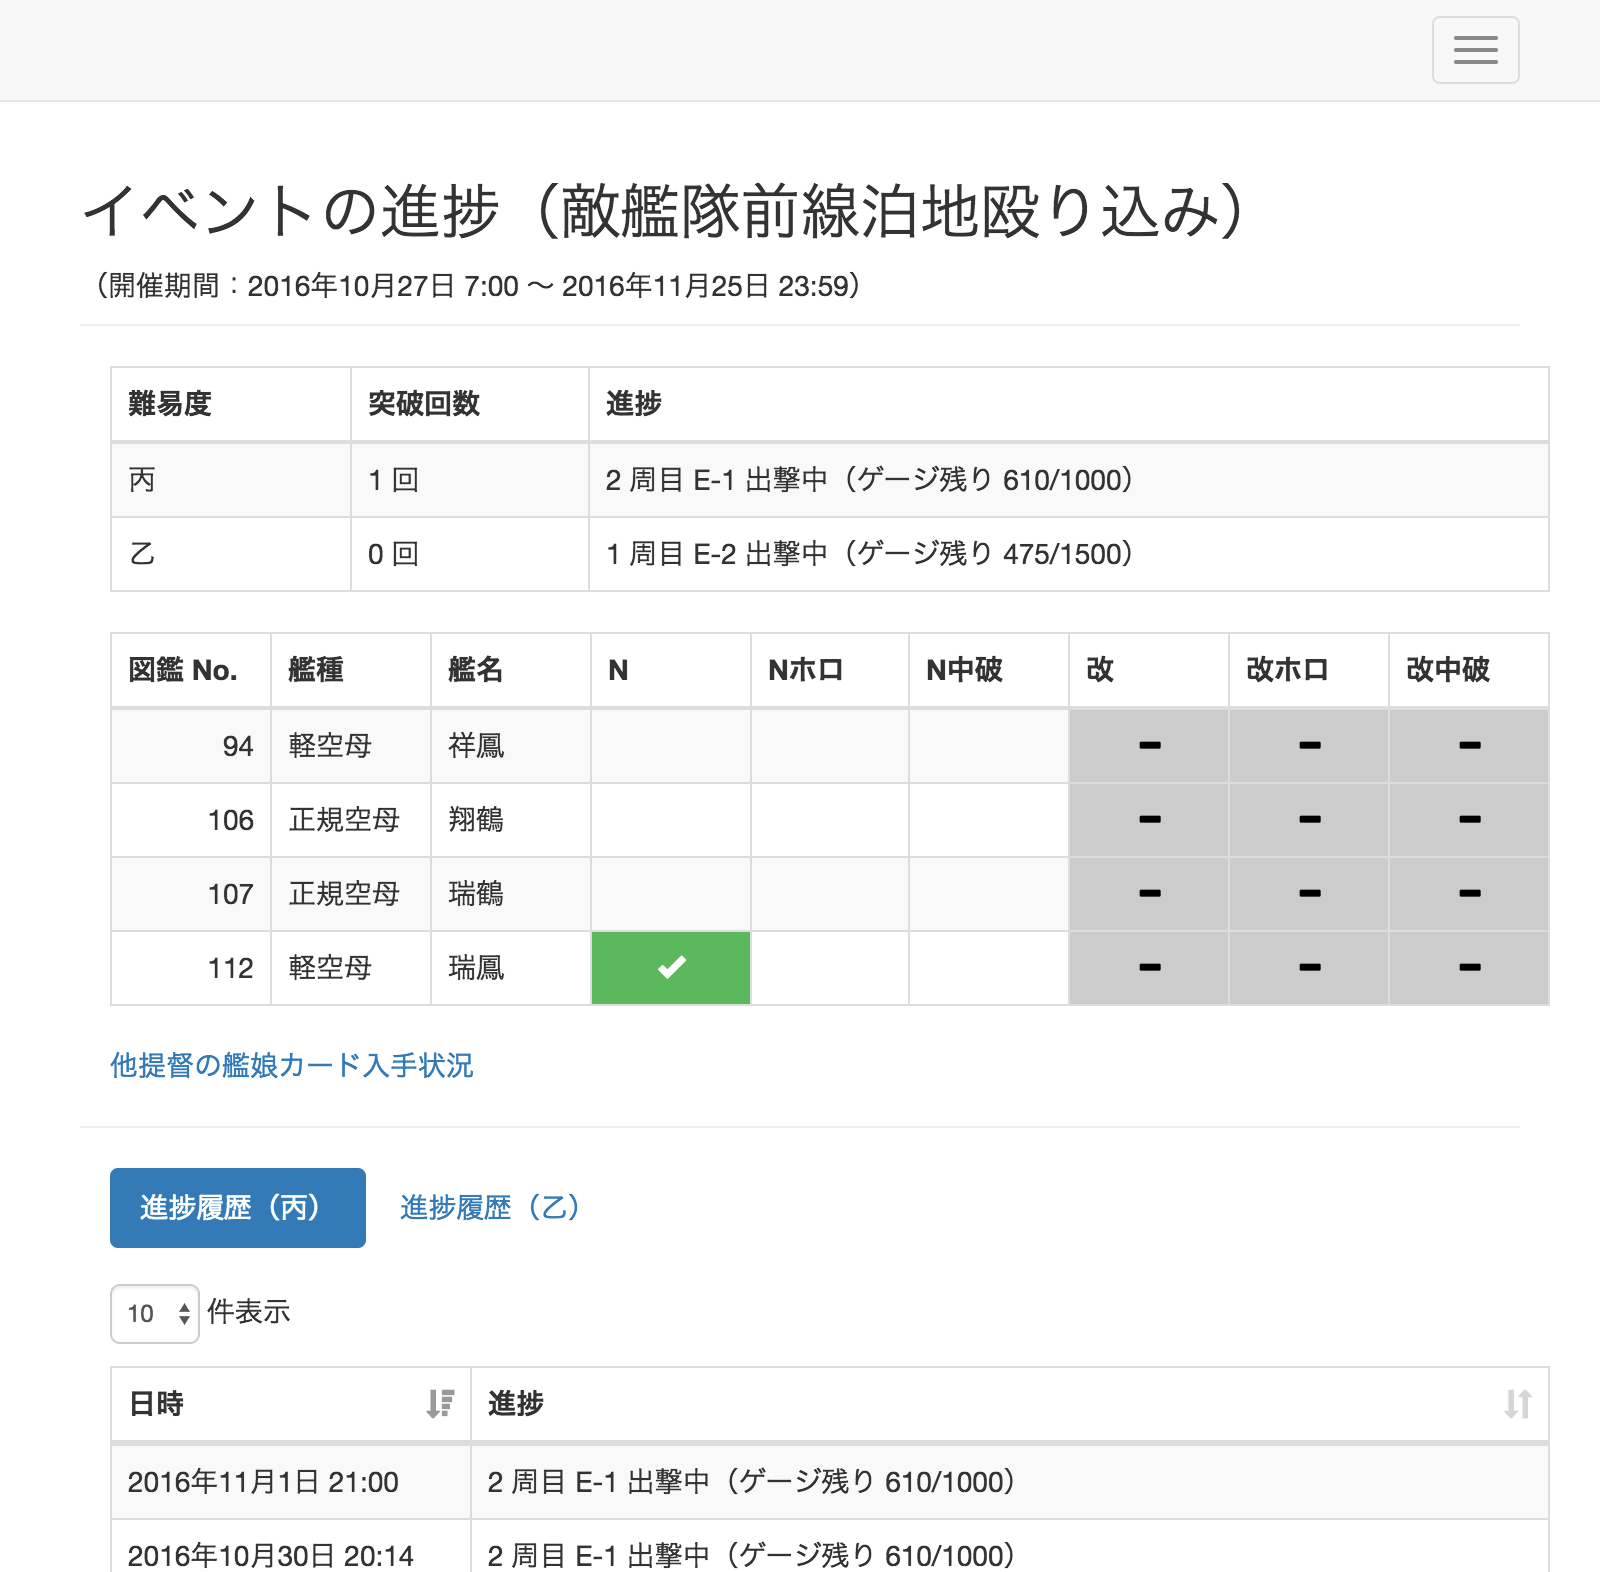 イベントの進捗（敵艦隊前線泊地殴り込み）
（開催期間：2016年10月27日 7:00 〜 2016年11月25日 23:59）
難易度 突破回数 進捗
丙 1 回 2 周目 E-1 出撃中（ゲージ残り 610/1000）
乙 0 回 1 周目 E-2 出撃中（ゲージ残り 475/1500）
図鑑 No. 艦種 艦名 N Nホロ N中破 改 改ホロ 改中破
94 軽空母 祥鳳
106 正規空母 翔鶴
107 正規空母 瑞鶴
112 軽空母 瑞鳳
他提督の艦娘カード入手状況
進捗履歴（丙） 進捗履歴（乙）
10 件表示
日時 進捗
2016年11月1日 21:00 2 周目 E-1 出撃中（ゲージ残り 610/1000）
2016年10月30日 20:14 2 周目 E-1 出撃中（ゲージ残り 610/1000）